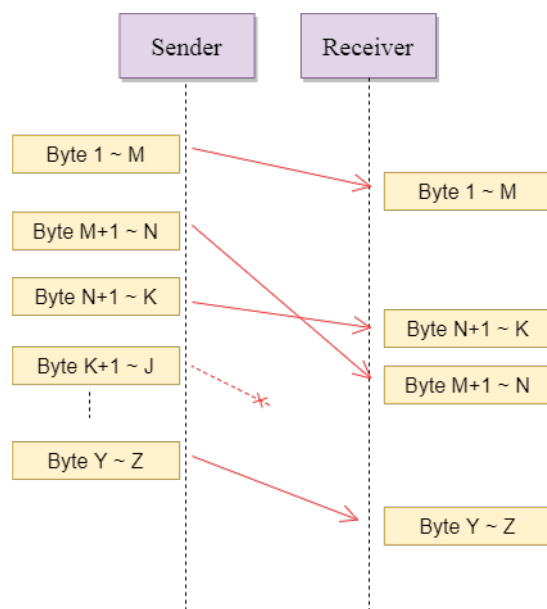 Sender
Receiver
Byte 1 ~ M
Byte 1 ~ M
Byte M+1 ~ N
Byte N+1 ~ K
Byte N+1 ~ K
Byte K+1 ~ J
Byte M+1 ~ N
Byte Y ~ Z
Byte Y ~ Z